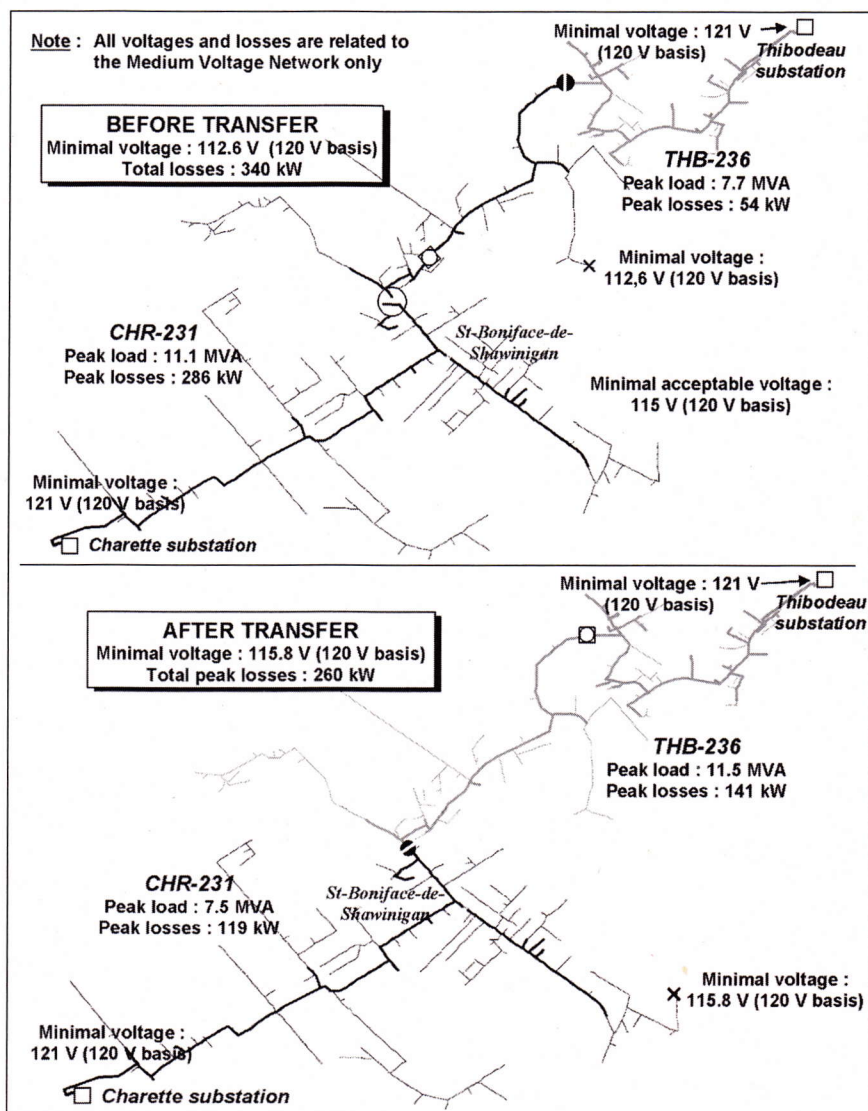 Note : All voltages and losses are related to
the Medium Voltage Network only
Minimal voltage : 121 V
(120 V basis)
Thibodeau
substation
BEFORE TRANSFER
Minimal voltage : 112.6 V (120 V basis)
Total losses : 340 kW
THB-236
Peak load : 7.7 MVA
Peak losses : 54 kW
Minimal voltage :
112,6 V (120 V basis)
CHR-231
Peak load : 11.1 MVA
Peak losses : 286 kW
St-Boniface-de-
Shawinigan
Minimal acceptable voltage :
115 V (120 V basis)
Minimal voltage :
121 V (120 V basis)
Charette substation
Minimal voltage : 121 V
(120 V basis)
Thibodeau
substation
AFTER TRANSFER
Minimal voltage : 115.8 V (120 V basis)
Total peak losses : 260 kW
THB-236
Peak load : 11.5 MVA
Peak losses : 141 kW
CHR-231
Peak load : 7.5 MVA
Peak losses : 119 kW
St-Boniface-de-
Shawinigan
Minimal voltage :
115.8 V (120 V basis)
Minimal voltage :
121 V (120 V basis)
Charette substation